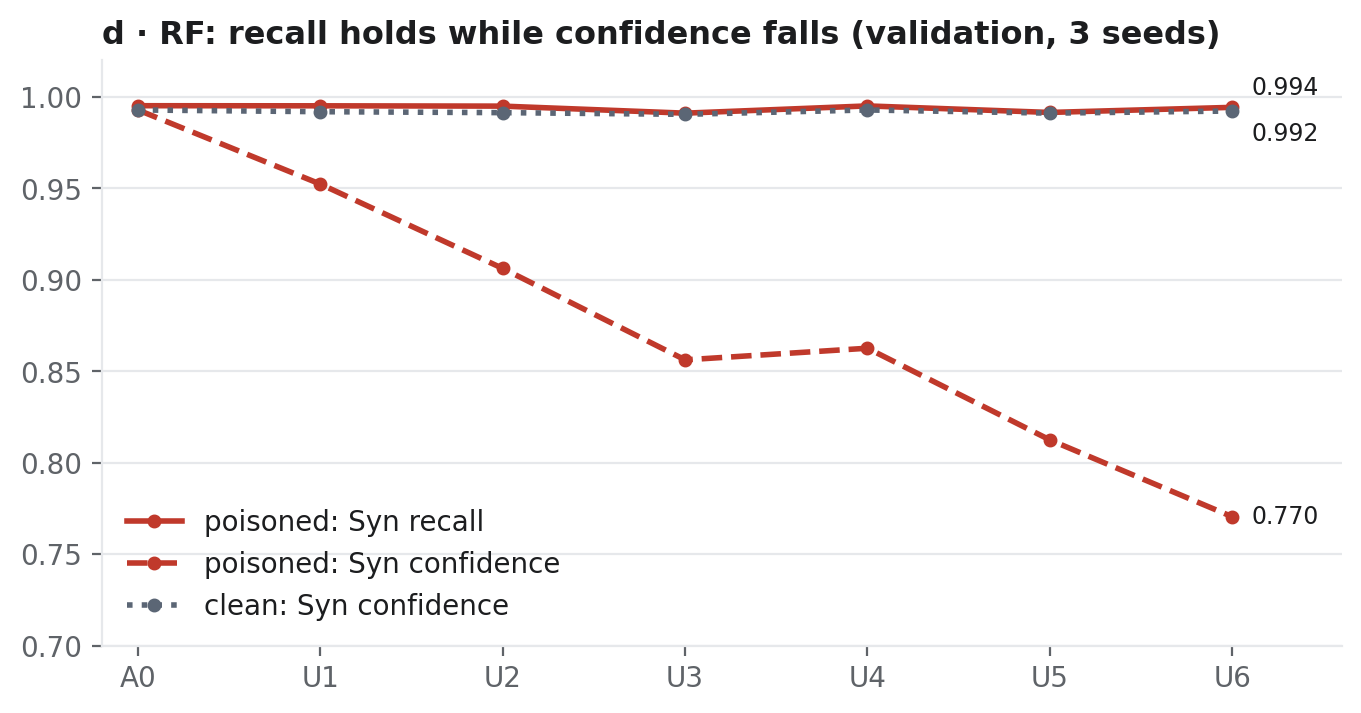 d · RF: recall holds while confidence falls (validation, 3 seeds)
1.00
0.95
0.90
0.85
0.80
0.75
0.70
0.994
0.992
0.770
poisoned: Syn recall
poisoned: Syn confidence
clean: Syn confidence
A0 U1 U2 U3 U4 U5 U6